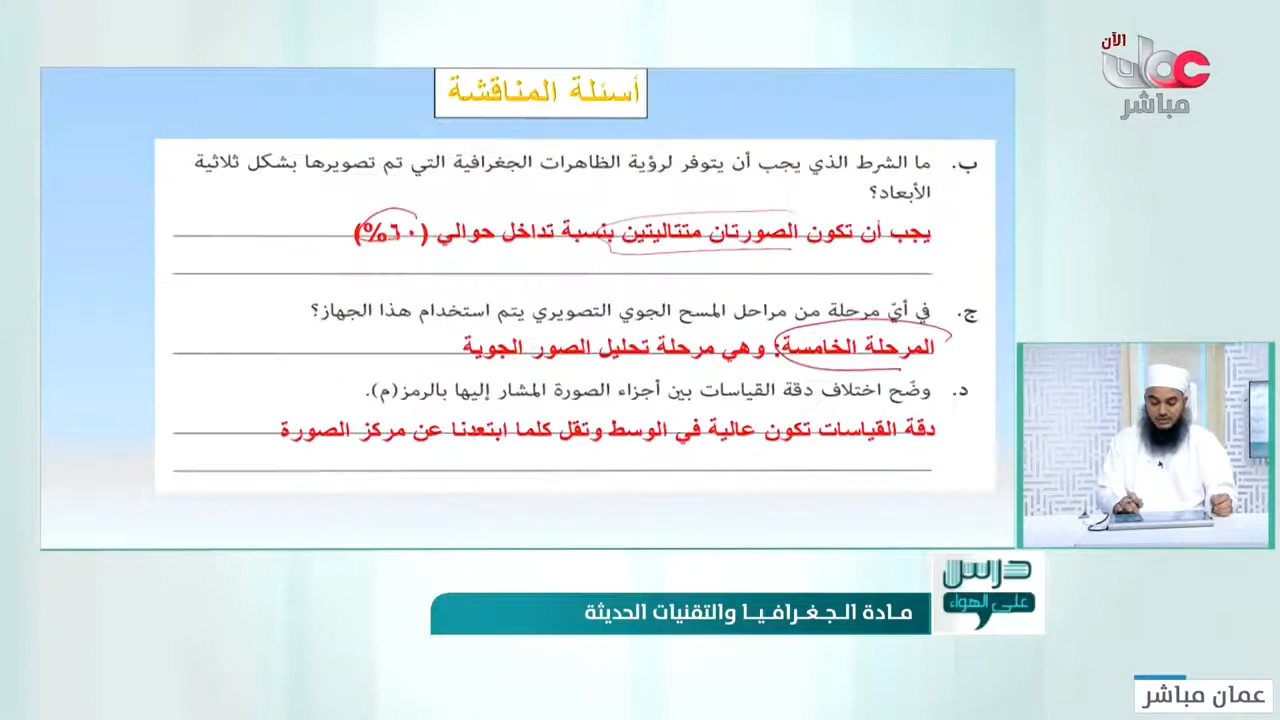 الآن
عمان
مباشر
أسئلة المناقشة
ب. ما الشرط الذي يجب أن يتوفر لرؤية الظاهرات الجغرافية التي تم تصويرها بشكل ثلاثية
الأبعاد؟
يجب أن تكون الصورتان متتاليتين بنسبة تداخل حوالي (٦٠%)
ج. في أيّ مرحلة من مراحل المسح الجوي التصويري يتم استخدام هذا الجهاز؟
المرحلة الخامسة: وهي مرحلة تحليل الصور الجوية
د. وضّح اختلاف دقة القياسات بين أجزاء الصورة المشار إليها بالرمز(م).
دقة القياسات تكون عالية في الوسط وتقل كلما ابتعدنا عن مركز الصورة
درس
على الهواء
مـادة الـجـغـرافـيـا والتقنيات الحديثة
عمان مباشر